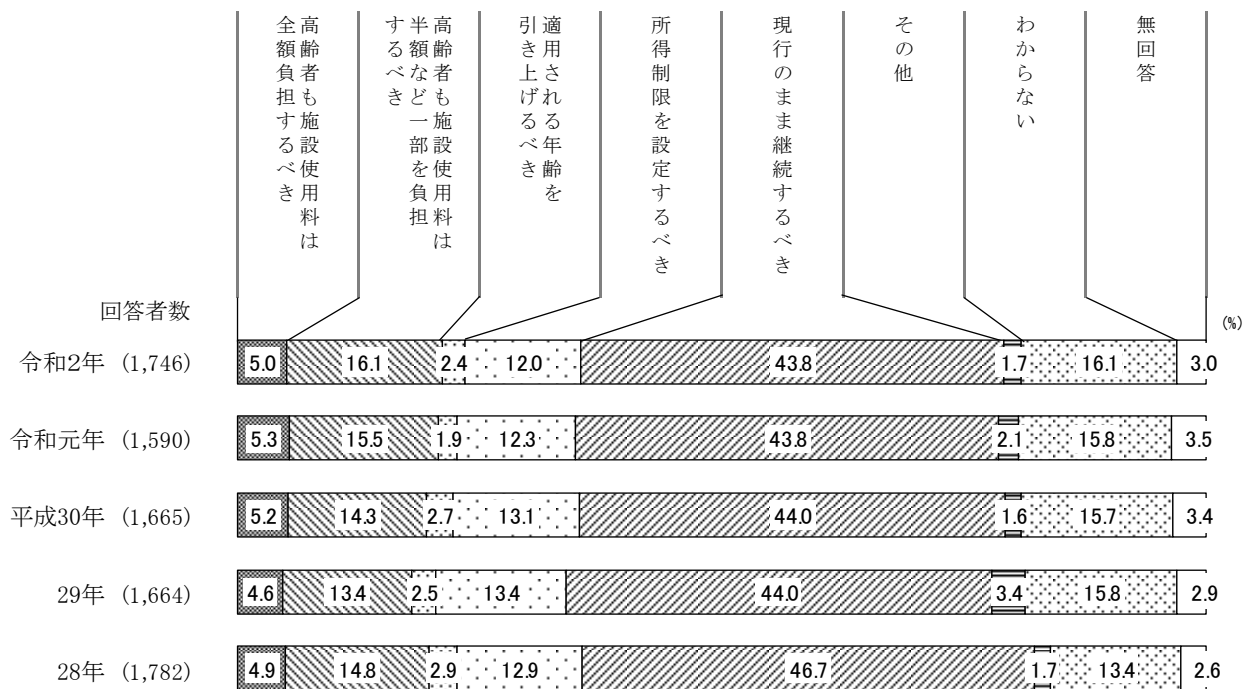 高齢者も施設使用料は
全額負担するべき
高齢者も施設使用料は
半額など一部を負担
するべき
適用される年齢を
引き上げるべき
所得制限を設定するべき
現行のまま継続するべき
その他
わからない
無回答
回答者数
(%)
令和2年 (1,746) 5.0 16.1 2.4 12.0 43.8 1.7 16.1 3.0
令和元年 (1,590) 5.3 15.5 1.9 12.3 43.8 2.1 15.8 3.5
平成30年 (1,665) 5.2 14.3 2.7 13.1 44.0 1.6 15.7 3.4
29年 (1,664) 4.6 13.4 2.5 13.4 44.0 3.4 15.8 2.9
28年 (1,782) 4.9 14.8 2.9 12.9 46.7 1.7 13.4 2.6